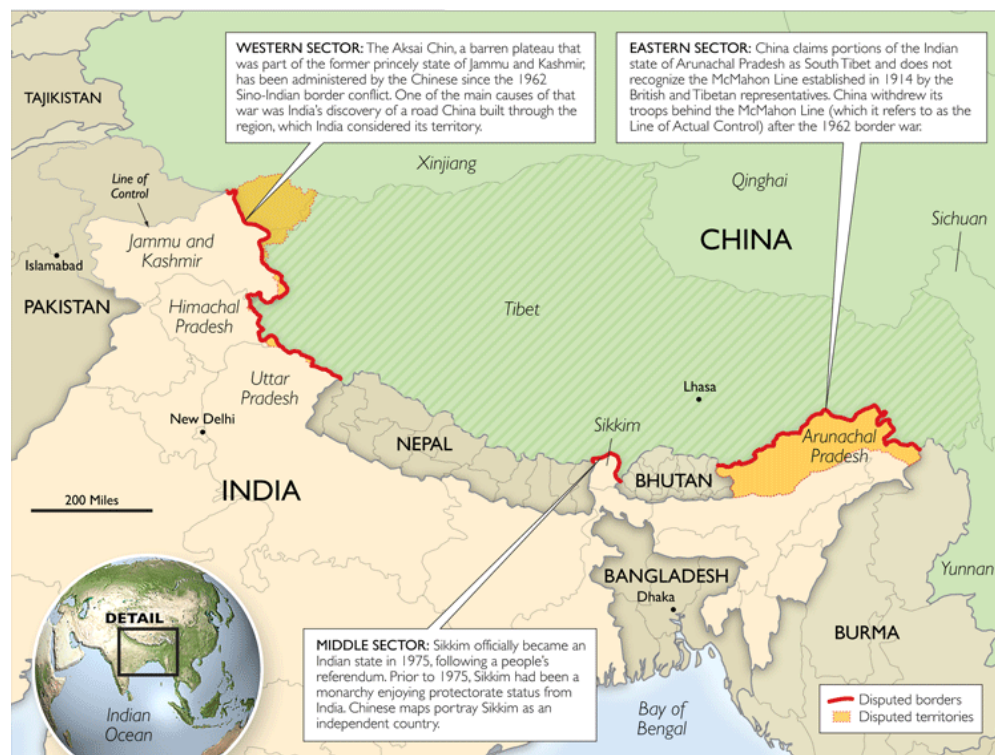 WESTERN SECTOR: The Aksai Chin, a barren plateau that
was part of the former princely state of Jammu and Kashmir,
has been administered by the Chinese since the 1962
Sino-Indian border conflict. One of the main causes of that
war was India's discovery of a road China built through the
region, which India considered its territory.
EASTERN SECTOR: China claims portions of the Indian
state of Arunachal Pradesh as South Tibet and does not
recognize the McMahon Line established in 1914 by the
British and Tibetan representatives. China withdrew its
troops behind the McMahon Line (which it refers to as the
Line of Actual Control) after the 1962 border war.
TAJIKISTAN
Xinjiang
Qinghai
Line of
Control
Sichuan
Jammu and
Kashmir
CHINA
Islamabad
PAKISTAN
Himachal
Pradesh
Tibet
Uttar
Pradesh
Lhasa
New Delhi
NEPAL
Sikkim
Arunachal
Pradesh
BHUTAN
INDIA
200 Miles
Yunnan
BANGLADESH
Dhaka
DETAIL
BURMA
MIDDLE SECTOR: Sikkim officially became an
Indian state in 1975, following a people's
referendum. Prior to 1975, Sikkim had been a
monarchy enjoying protectorate status from
India. Chinese maps portray Sikkim as an
independent country.
Indian
Ocean
Bay of
Bengal
Disputed borders
Disputed territories